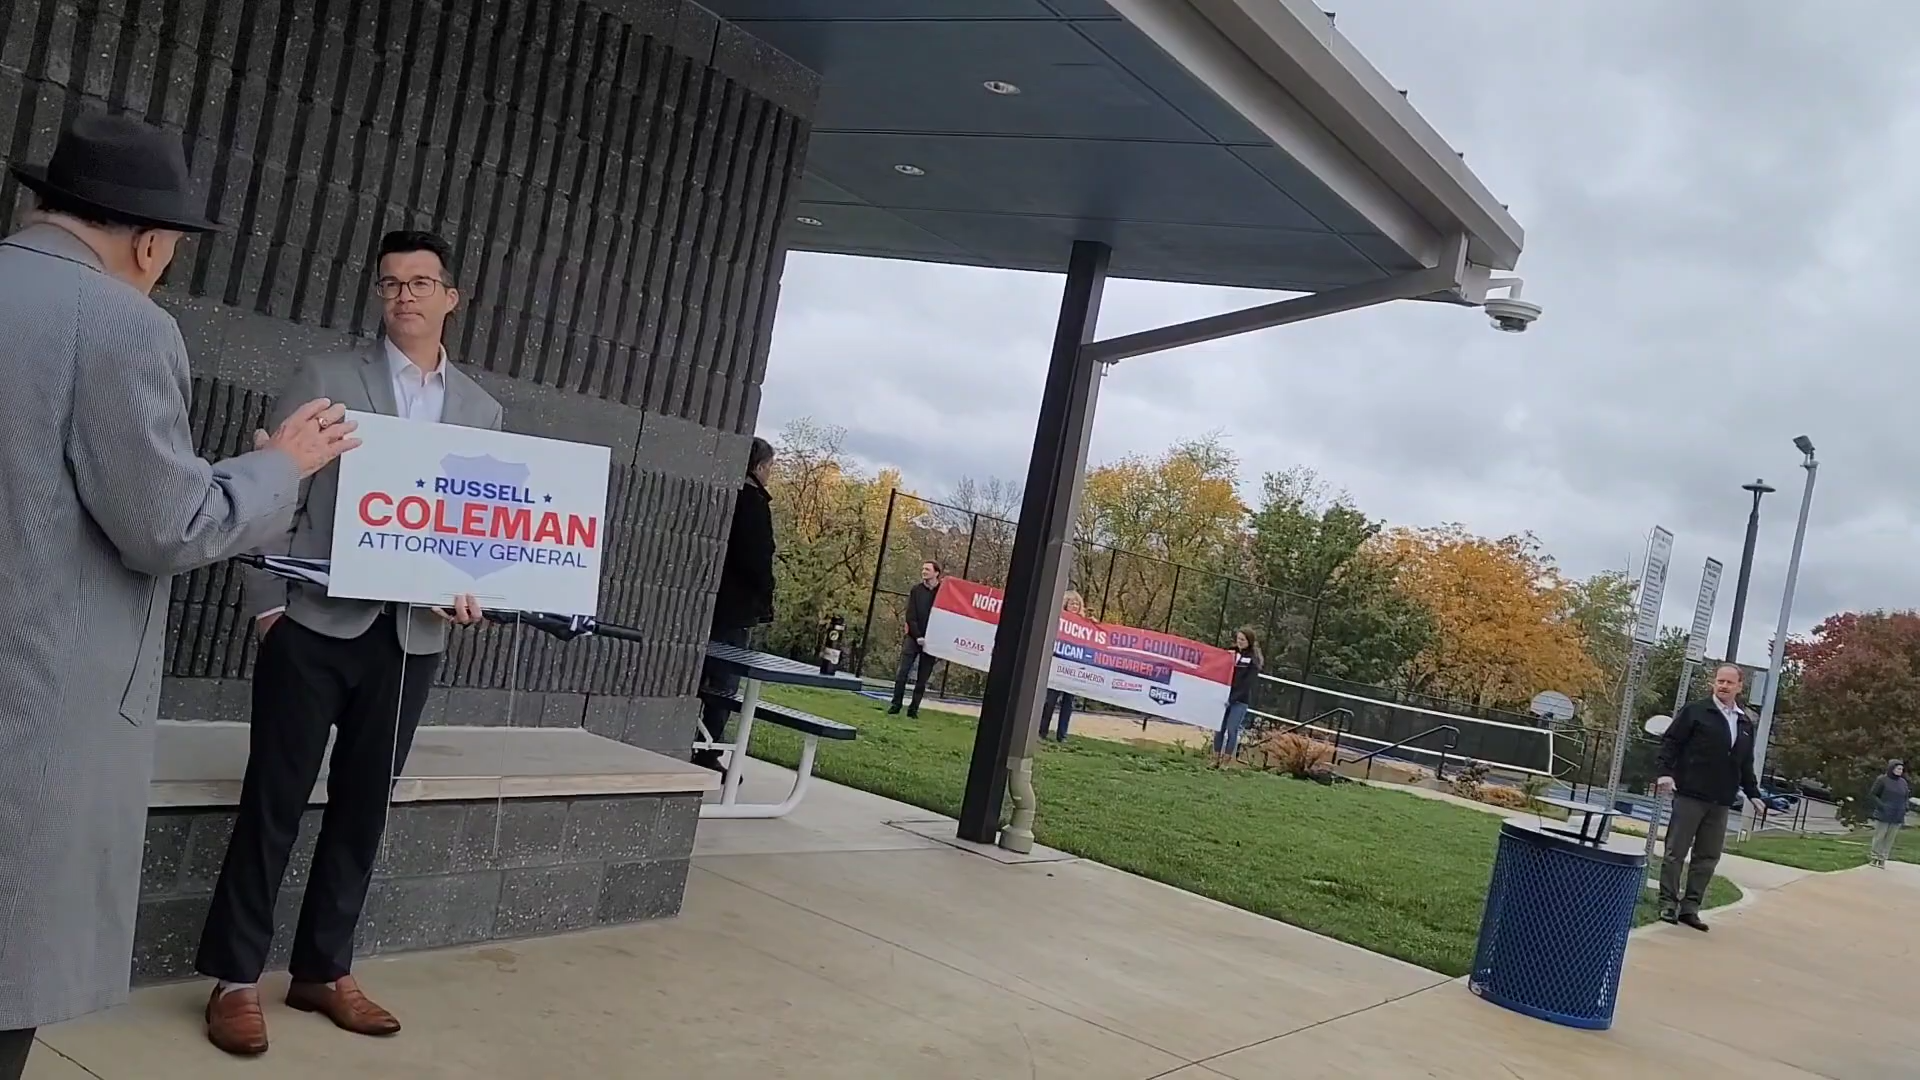 RUSSELL
COLEMAN
ATTORNEY GENERAL
NORT TUCKY IS GOP COUNTRY
LICAN – NOVEMBER 7TH
ADAMS
DANIEL CAMERON
COLEMAN
SHELL